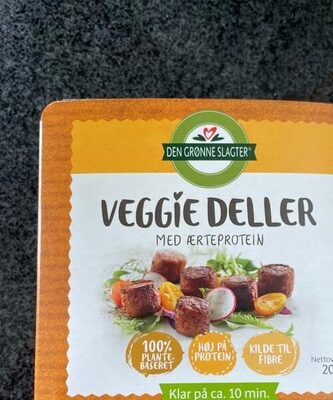 DEN GRØNNE SLAGTER®
VEGGIE DELLER
MED ÆRTEPROTEIN
100%
PLANTE-
BASERET
HØJ PÅ
PROTEIN
KILDE TIL
FIBRE
Klar på ca. 10 min.